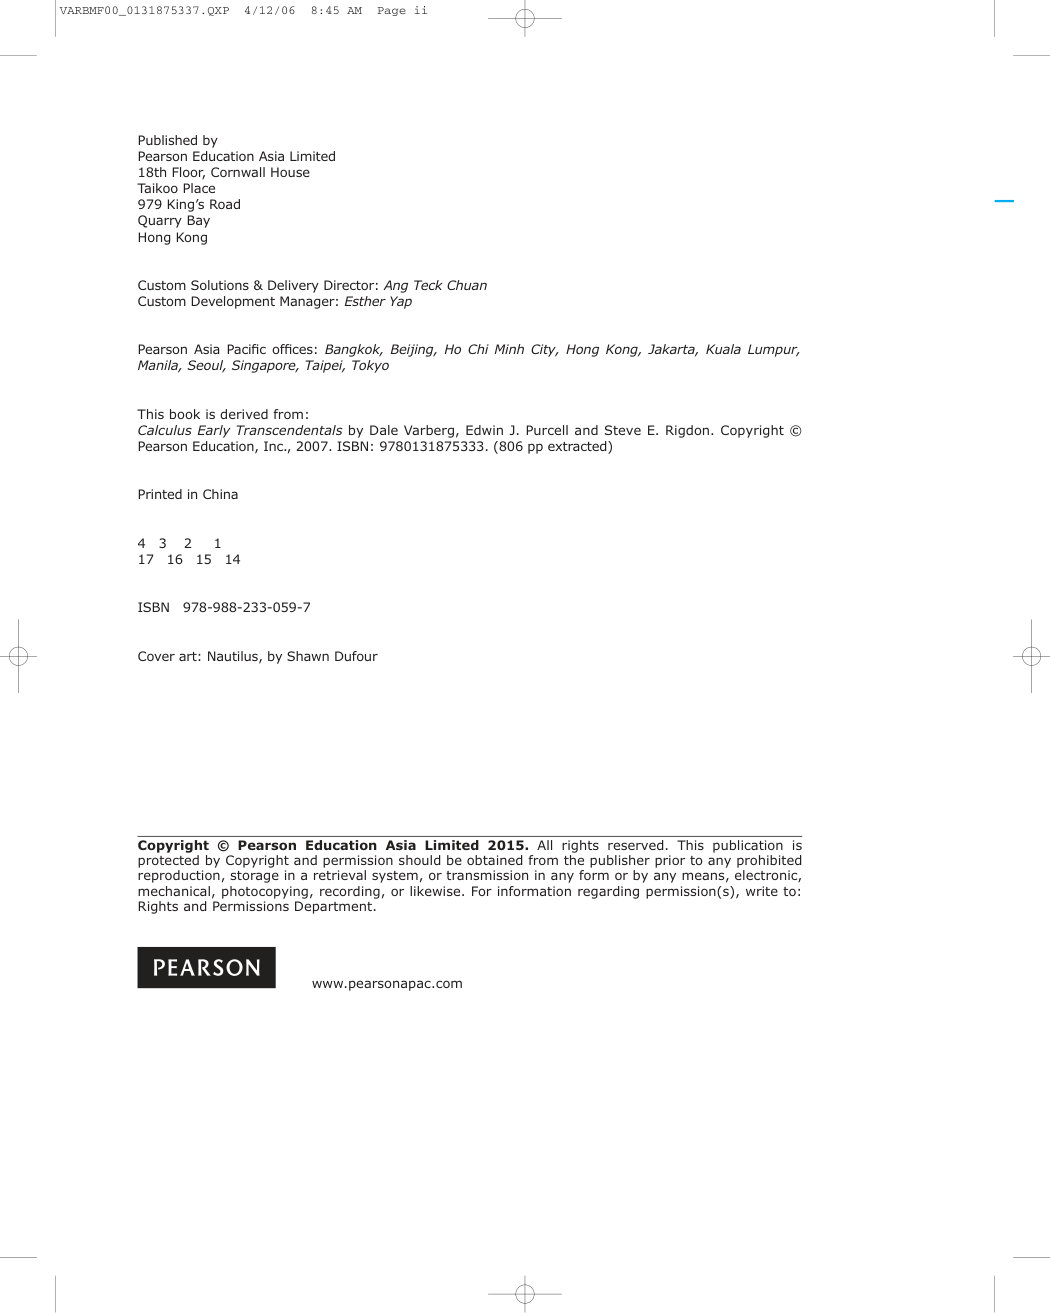 VARBMF00_0131875337.QXP 4/12/06 8:45 AM Page ii
Published by
Pearson Education Asia Limited
18th Floor, Cornwall House
Taikoo Place
979 King’s Road
Quarry Bay
Hong Kong
Custom Solutions & Delivery Director: Ang Teck Chuan
Custom Development Manager: Esther Yap
Pearson Asia Pacific offices: Bangkok, Beijing, Ho Chi Minh City, Hong Kong, Jakarta, Kuala Lumpur,
Manila, Seoul, Singapore, Taipei, Tokyo
This book is derived from:
Calculus Early Transcendentals by Dale Varberg, Edwin J. Purcell and Steve E. Rigdon. Copyright ©
Pearson Education, Inc., 2007. ISBN: 9780131875333. (806 pp extracted)
Printed in China
4 3 2 1
17 16 15 14
ISBN 978-988-233-059-7
Cover art: Nautilus, by Shawn Dufour
Copyright © Pearson Education Asia Limited 2015. All rights reserved. This publication is
protected by Copyright and permission should be obtained from the publisher prior to any prohibited
reproduction, storage in a retrieval system, or transmission in any form or by any means, electronic,
mechanical, photocopying, recording, or likewise. For information regarding permission(s), write to:
Rights and Permissions Department.
PEARSON
www.pearsonapac.com